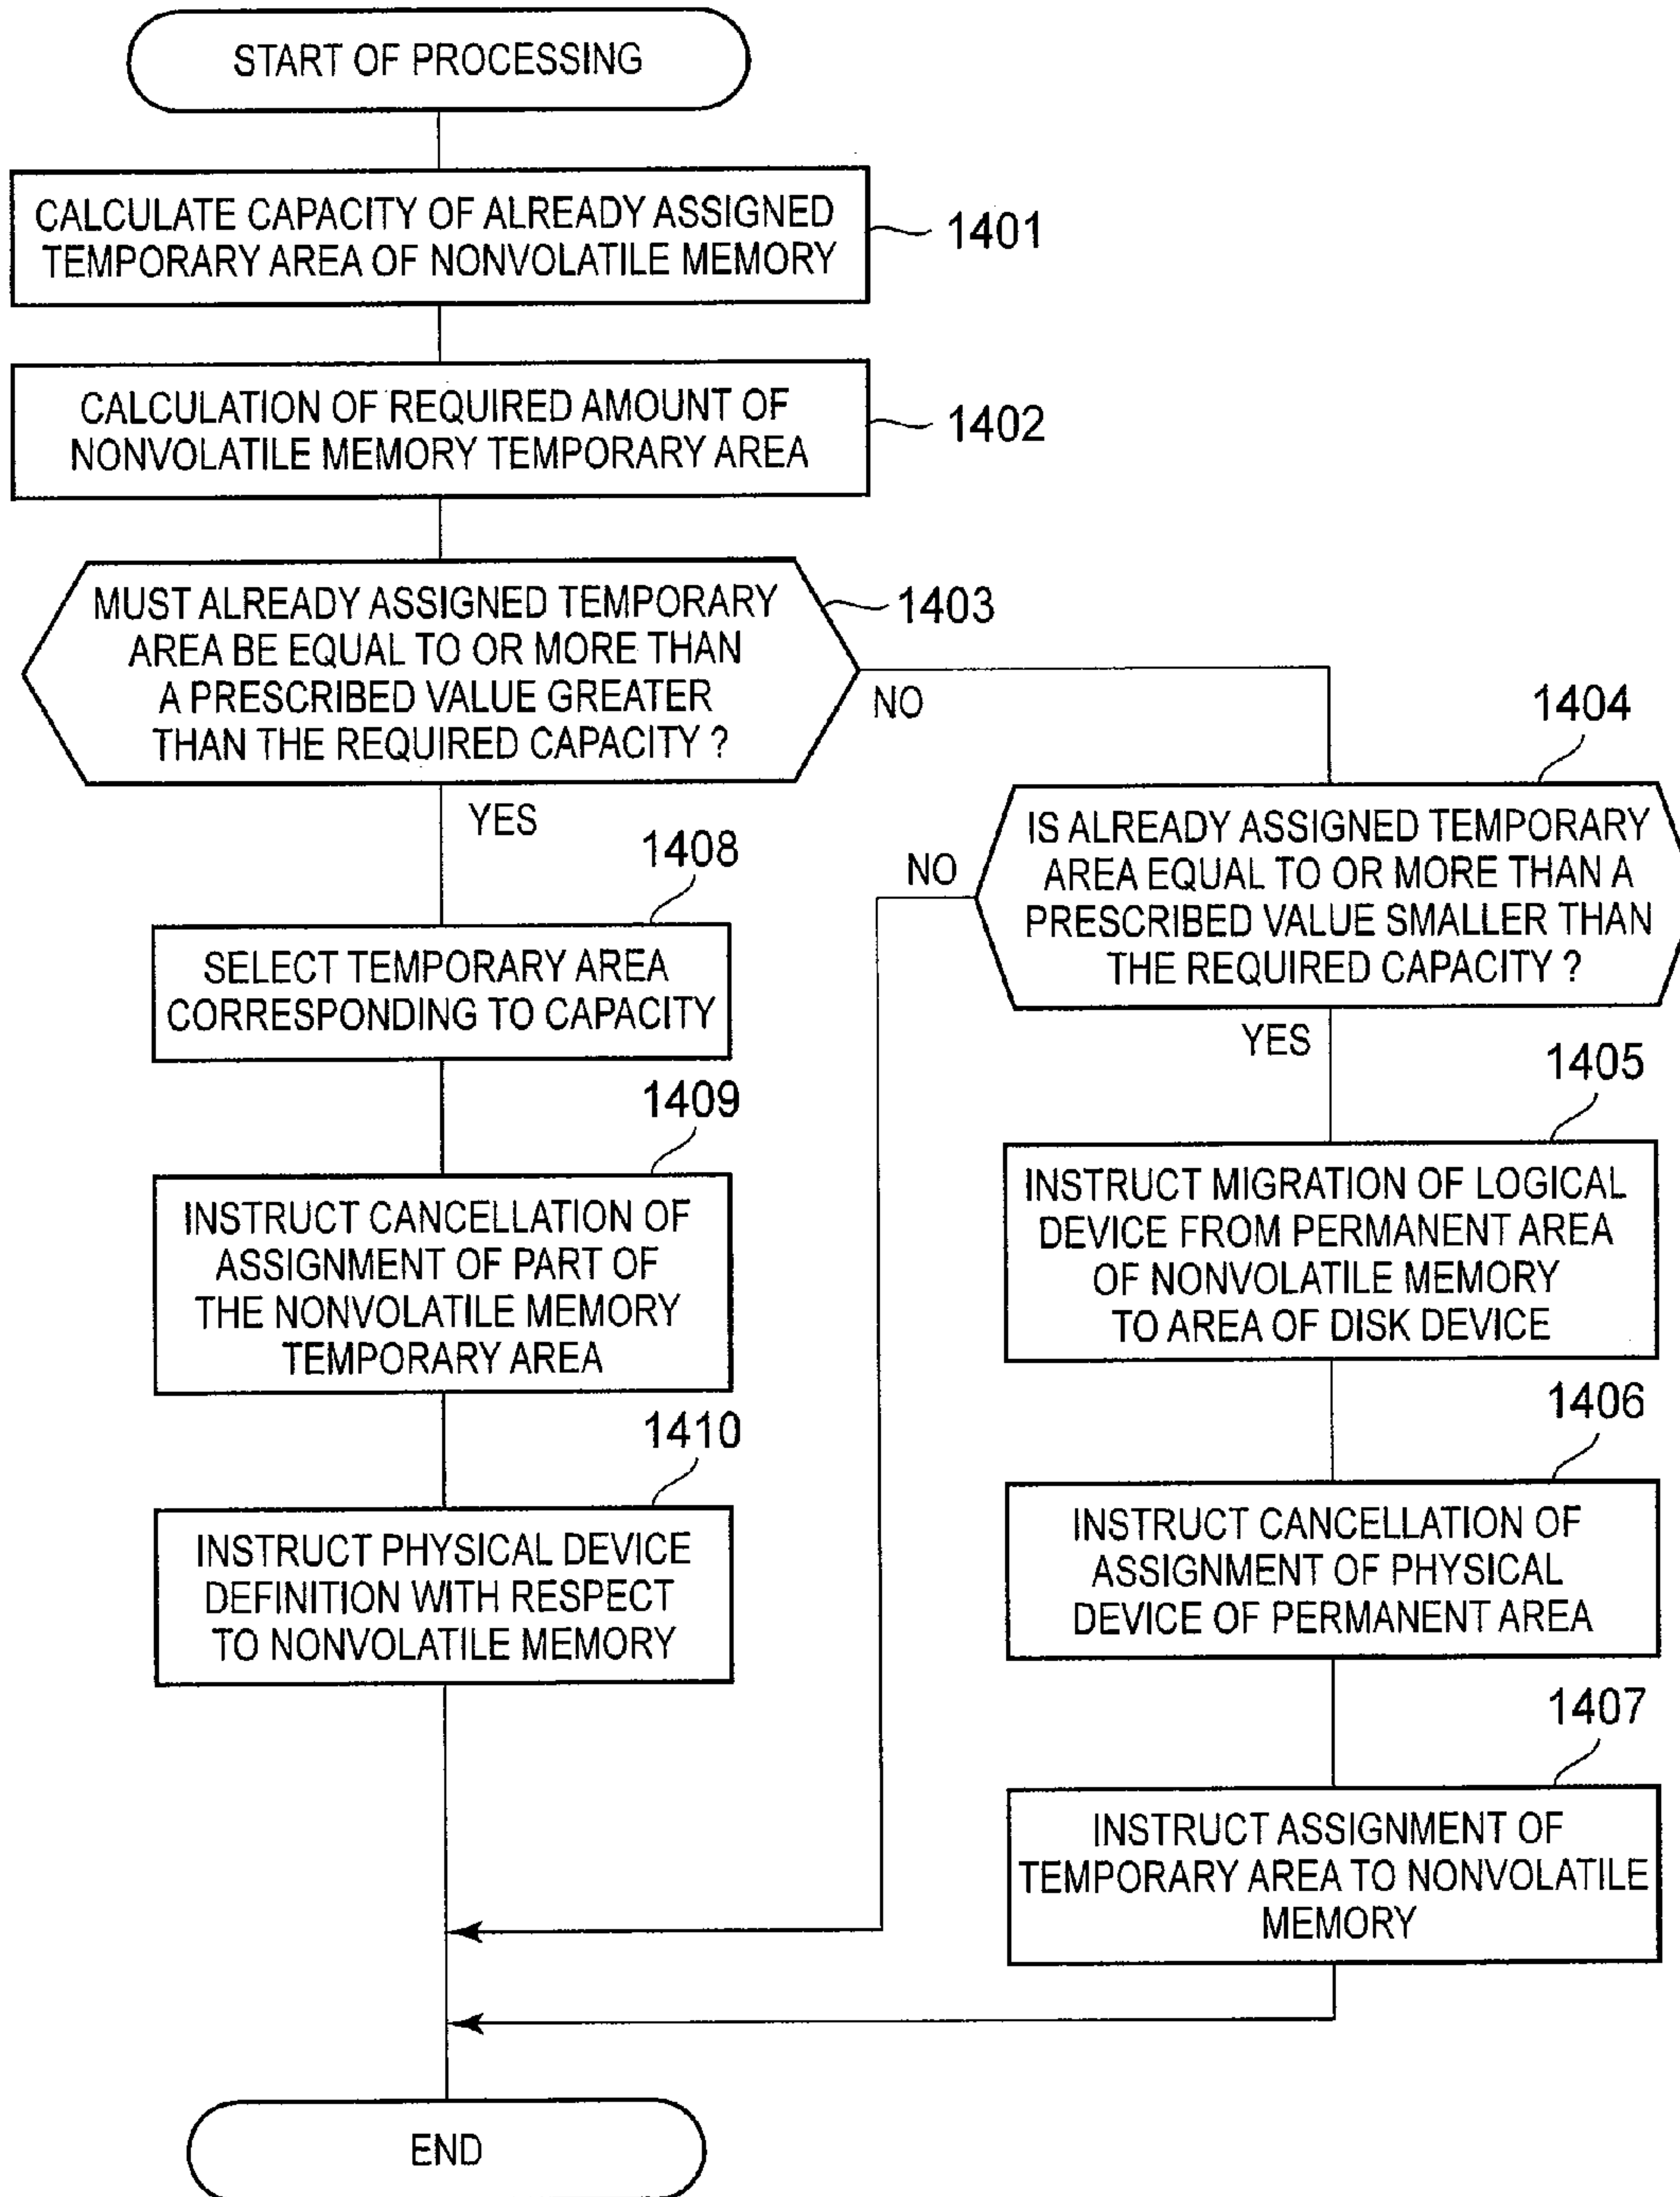 START OF PROCESSING
CALCULATE CAPACITY OF ALREADY ASSIGNED
TEMPORARY AREA OF NONVOLATILE MEMORY
1401
CALCULATION OF REQUIRED AMOUNT OF
NONVOLATILE MEMORY TEMPORARY AREA
1402
MUST ALREADY ASSIGNED TEMPORARY
AREA BE EQUAL TO OR MORE THAN
A PRESCRIBED VALUE GREATER
THAN THE REQUIRED CAPACITY ?
1403
NO
YES
1404
IS ALREADY ASSIGNED TEMPORARY
AREA EQUAL TO OR MORE THAN A
PRESCRIBED VALUE SMALLER THAN
THE REQUIRED CAPACITY ?
NO
YES
1408
SELECT TEMPORARY AREA
CORRESPONDING TO CAPACITY
1409
INSTRUCT CANCELLATION OF
ASSIGNMENT OF PART OF
THE NONVOLATILE MEMORY
TEMPORARY AREA
1410
INSTRUCT PHYSICAL DEVICE
DEFINITION WITH RESPECT
TO NONVOLATILE MEMORY
1405
INSTRUCT MIGRATION OF LOGICAL
DEVICE FROM PERMANENT AREA
OF NONVOLATILE MEMORY
TO AREA OF DISK DEVICE
1406
INSTRUCT CANCELLATION OF
ASSIGNMENT OF PHYSICAL
DEVICE OF PERMANENT AREA
1407
INSTRUCT ASSIGNMENT OF
TEMPORARY AREA TO NONVOLATILE
MEMORY
END